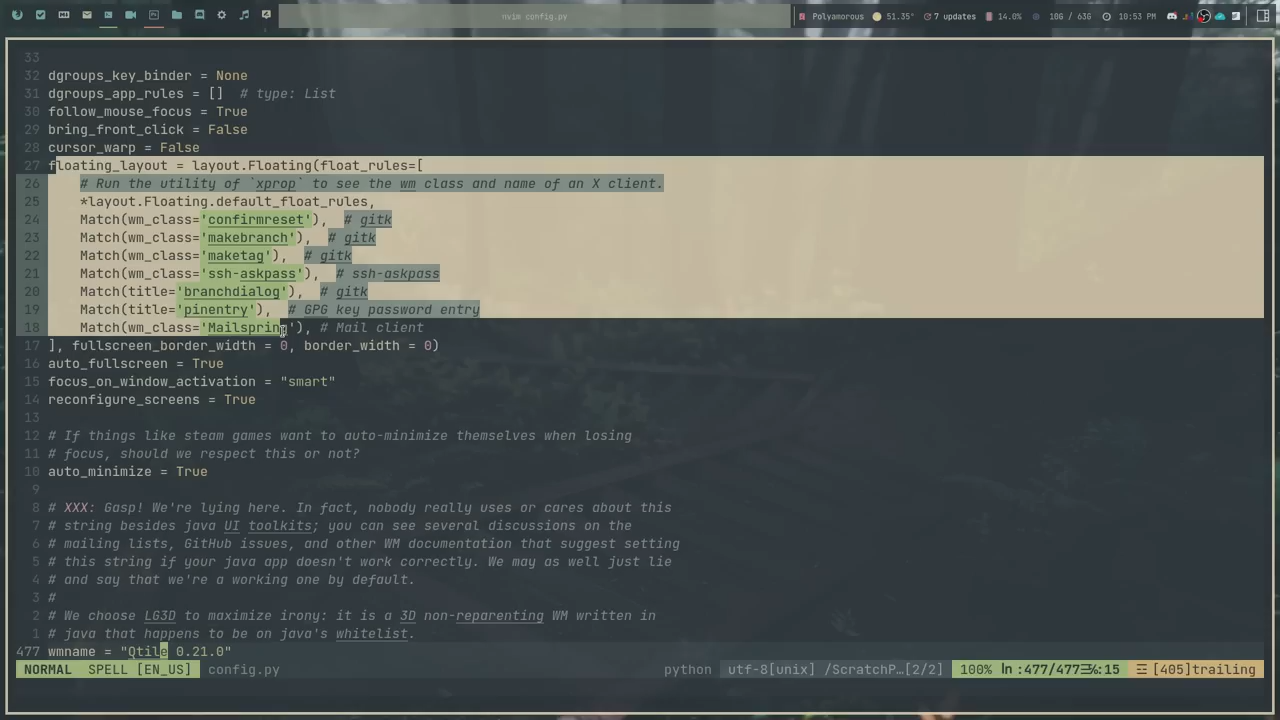 nvim config.py
Polyamorous 51.35° 7 updates 14.0% 10G / 63G 10:53 PM
33
32 dgroups_key_binder = None
31 dgroups_app_rules = []  # type: List
30 follow_mouse_focus = True
29 bring_front_click = False
28 cursor_warp = False
27 floating_layout = layout.Floating(float_rules=[
26     # Run the utility of `xprop` to see the wm class and name of an X client.
25     *layout.Floating.default_float_rules,
24     Match(wm_class='confirmreset'),  # gitk
23     Match(wm_class='makebranch'),  # gitk
22     Match(wm_class='maketag'),  # gitk
21     Match(wm_class='ssh-askpass'),  # ssh-askpass
20     Match(title='branchdialog'),  # gitk
19     Match(title='pinentry'),  # GPG key password entry
18     Match(wm_class='Mailspring'), # Mail client
17 ], fullscreen_border_width = 0, border_width = 0)
16 auto_fullscreen = True
15 focus_on_window_activation = "smart"
14 reconfigure_screens = True
13
12 # If things like steam games want to auto-minimize themselves when losing
11 # focus, should we respect this or not?
10 auto_minimize = True
9
8 # XXX: Gasp! We're lying here. In fact, nobody really uses or cares about this
7 # string besides java UI toolkits; you can see several discussions on the
6 # mailing lists, GitHub issues, and other WM documentation that suggest setting
5 # this string if your java app doesn't work correctly. We may as well just lie
4 # and say that we're a working one by default.
3 #
2 # We choose LG3D to maximize irony: it is a 3D non-reparenting WM written in
1 # java that happens to be on java's whitelist.
477 wmname = "Qtile 0.21.0"
NORMAL SPELL [EN_US] config.py python utf-8[unix] /ScratchP…[2/2] 100% ln :477/477☰℅:15 ☲ [405]trailing